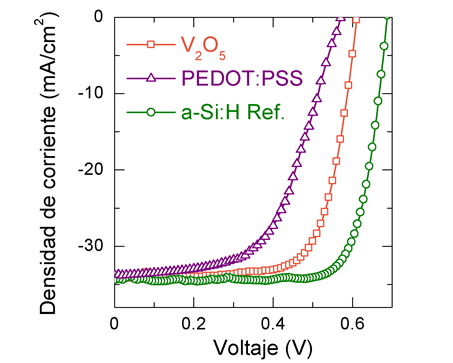 0
V₂O₅
PEDOT:PSS
a-Si:H Ref.
-10
-20
-30
Densidad de corriente (mA/cm²)
0 0.2 0.4 0.6
Voltaje (V)